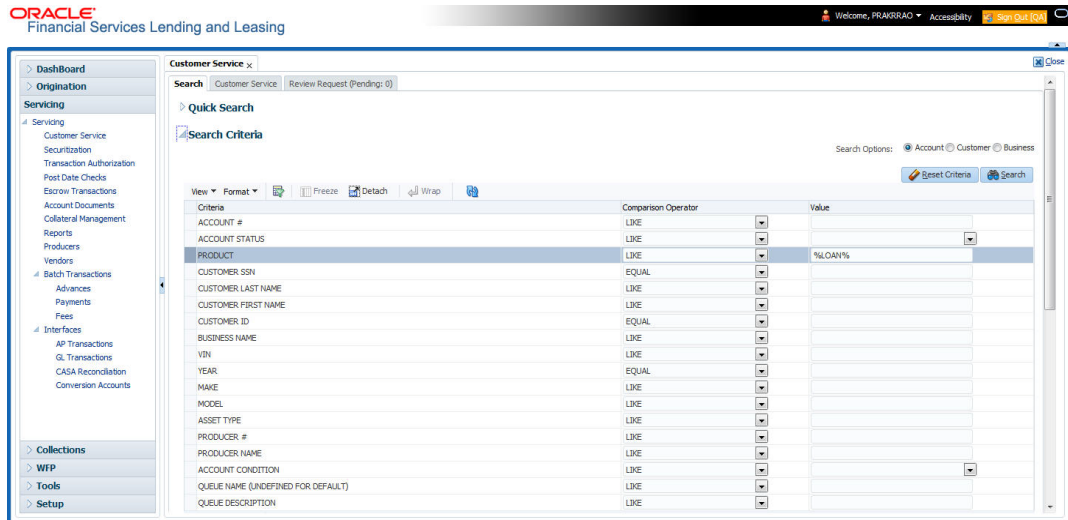 ORACLE
Financial Services Lending and Leasing
Welcome, PRAKRRAO Accessibility Sign Out [QA]
Close
DashBoard
Origination
Servicing
Servicing
Customer Service
Securitization
Transaction Authorization
Post Date Checks
Escrow Transactions
Account Documents
Collateral Management
Reports
Producers
Vendors
Batch Transactions
Advances
Payments
Fees
Interfaces
AP Transactions
GL Transactions
CASA Reconciliation
Conversion Accounts
Collections
WFP
Tools
Setup
Customer Service
Search Customer Service Review Request (Pending: 0)
Quick Search
Search Criteria
Search Options: Account Customer Business
Reset Criteria Search
View Format Freeze Detach Wrap
Criteria Comparison Operator Value
ACCOUNT # LIKE
ACCOUNT STATUS LIKE
PRODUCT LIKE %LOAN%
CUSTOMER SSN EQUAL
CUSTOMER LAST NAME LIKE
CUSTOMER FIRST NAME LIKE
CUSTOMER ID EQUAL
BUSINESS NAME LIKE
VIN LIKE
YEAR EQUAL
MAKE LIKE
MODEL LIKE
ASSET TYPE LIKE
PRODUCER # LIKE
PRODUCER NAME LIKE
ACCOUNT CONDITION LIKE
QUEUE NAME (UNDEFINED FOR DEFAULT) LIKE
QUEUE DESCRIPTION LIKE